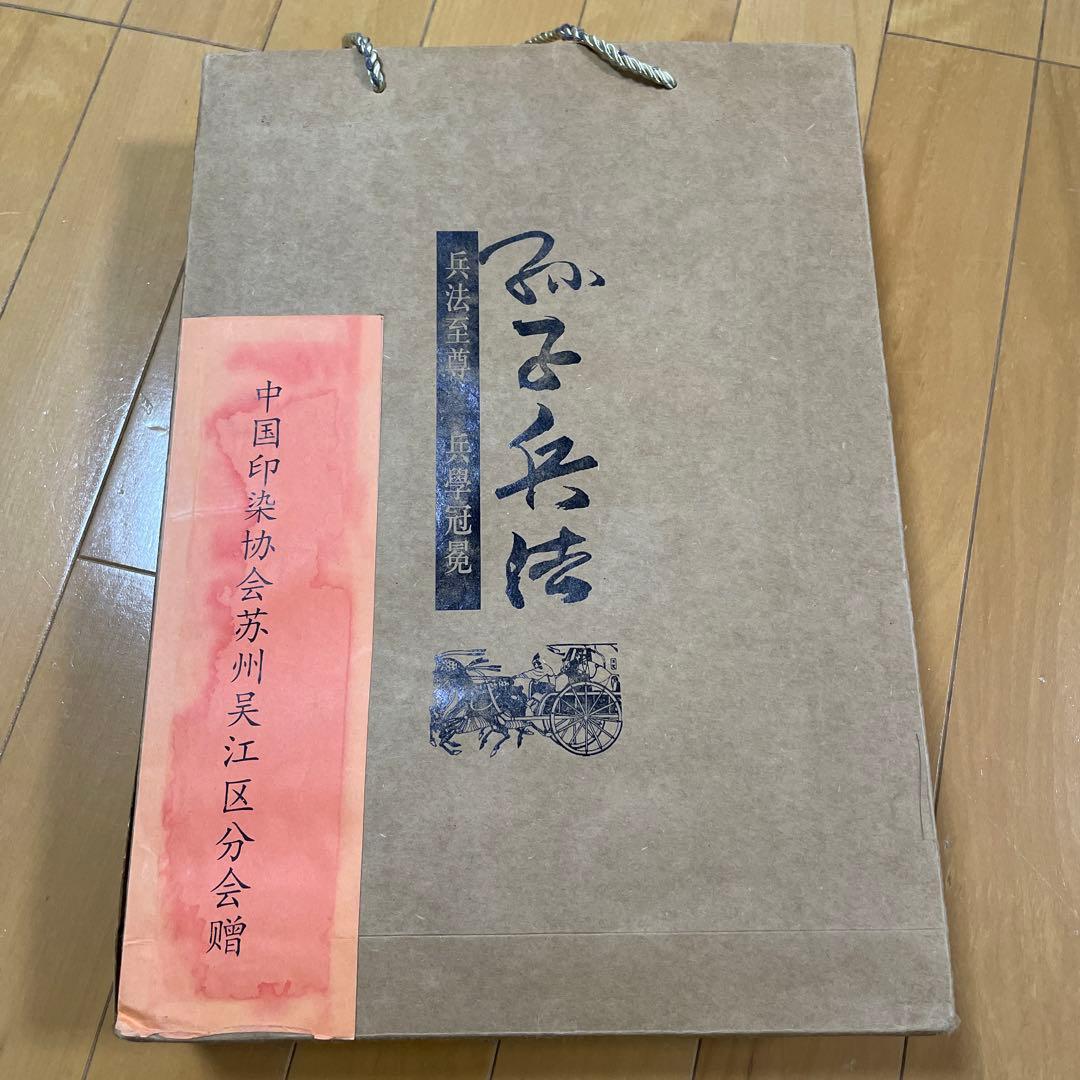 孙子兵法
兵法至尊 兵學冠冕
中国印染协会苏州吴江区分会赠